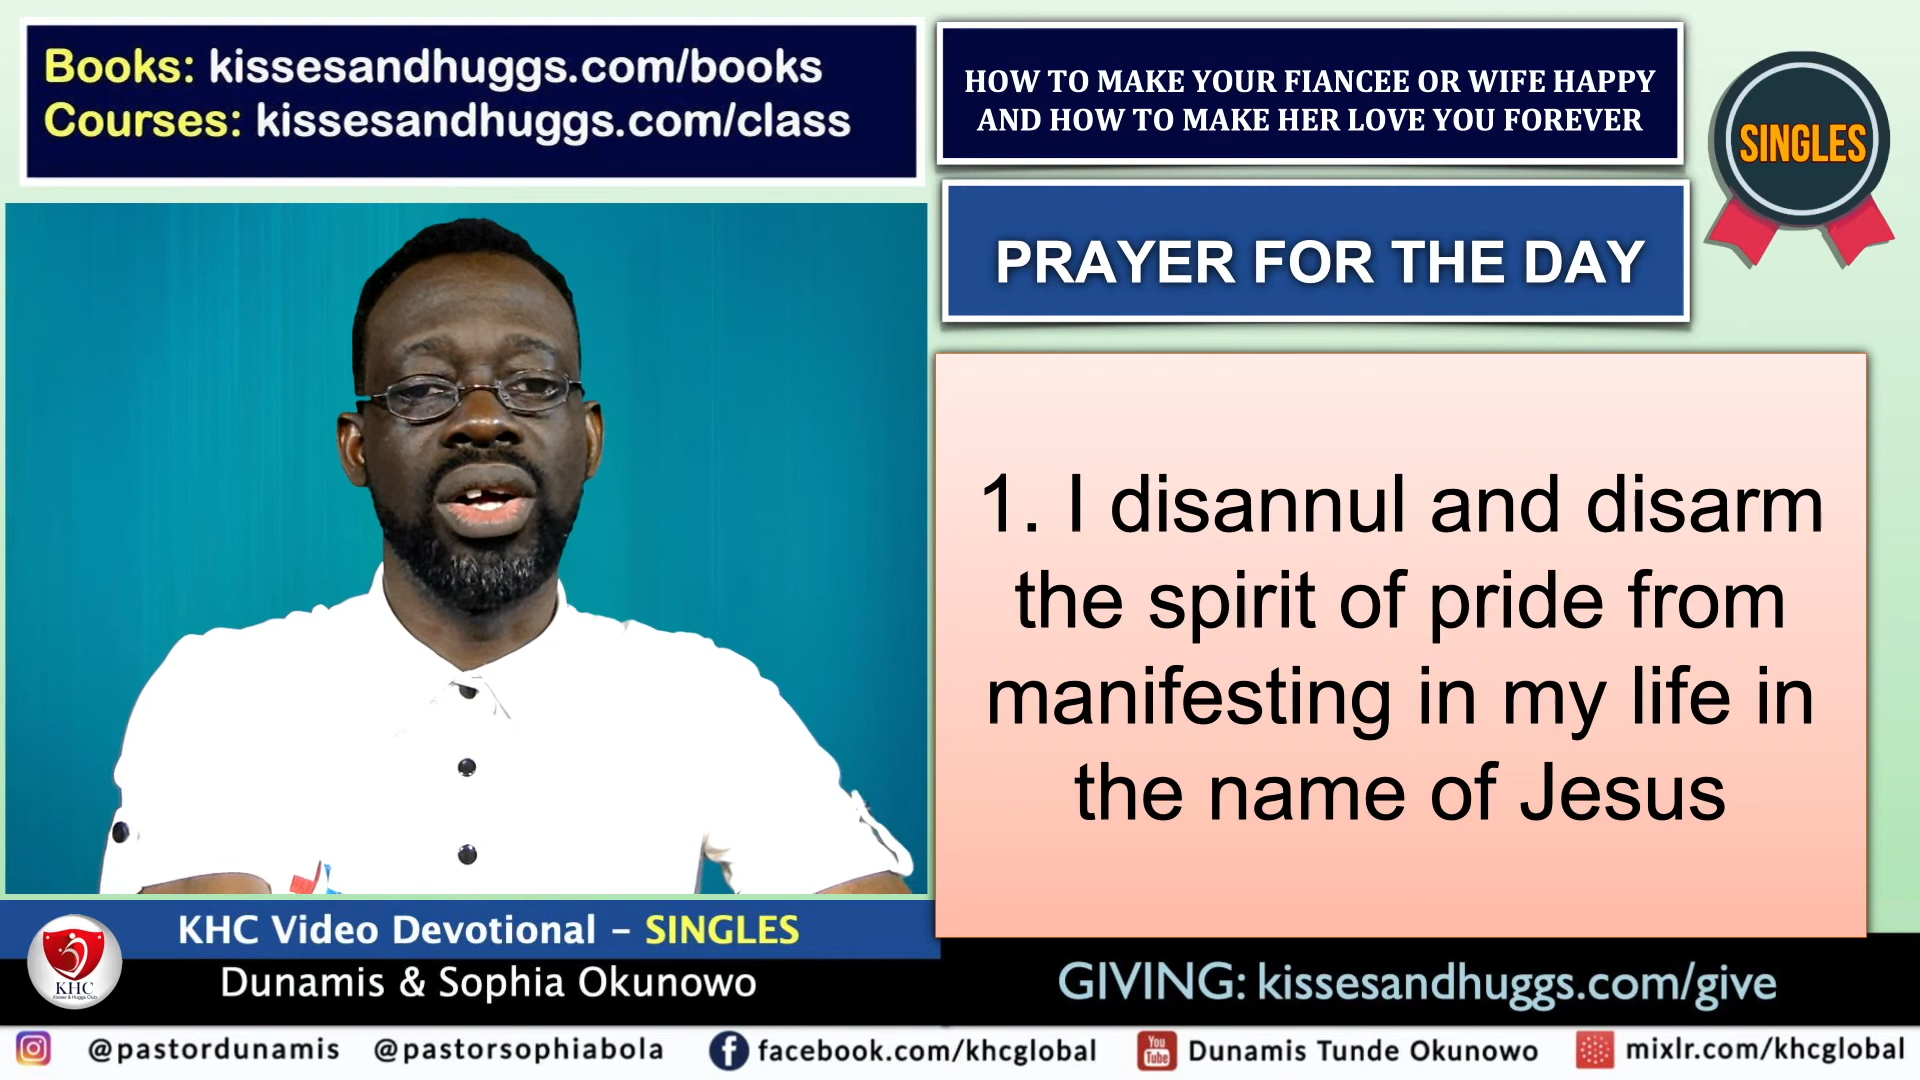 Books: kissesandhuggs.com/books
Courses: kissesandhuggs.com/class
HOW TO MAKE YOUR FIANCEE OR WIFE HAPPY
AND HOW TO MAKE HER LOVE YOU FOREVER
SINGLES
PRAYER FOR THE DAY
1. I disannul and disarm
the spirit of pride from
manifesting in my life in
the name of Jesus
KHC Video Devotional – SINGLES
Dunamis & Sophia Okunowo
KHC
Kisses & Huggs Club
GIVING: kissesandhuggs.com/give
@pastordunamis @pastorsophiabola facebook.com/khcglobal You Tube Dunamis Tunde Okunowo mixlr.com/khcglobal